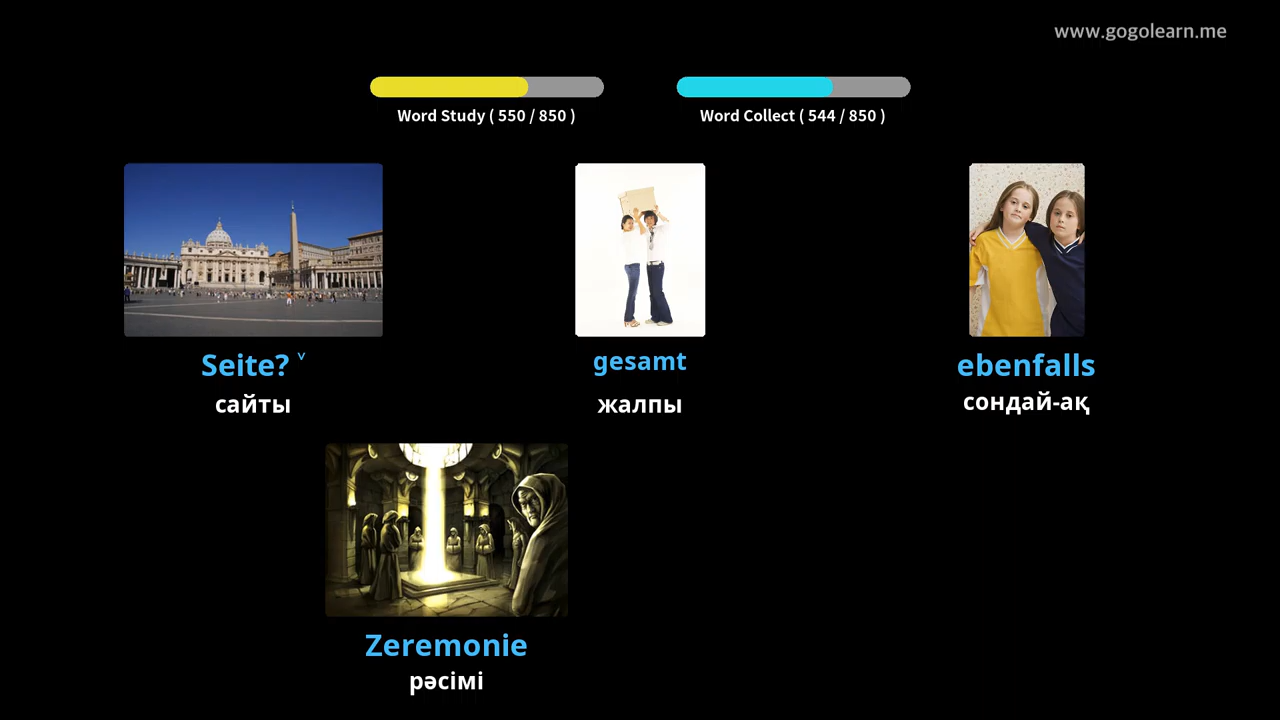 www.gogolearn.me
Word Study ( 550 / 850 )
Word Collect ( 544 / 850 )
Seite? ˅
сайты
gesamt
жалпы
ebenfalls
сондай-ақ
Zeremonie
рәсімі